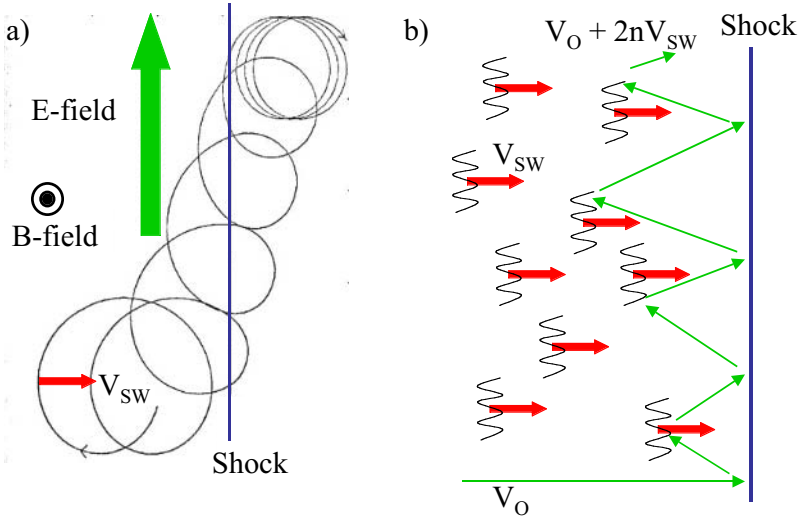 a)
E-field
B-field
V_SW
Shock
b)
V_O + 2nV_SW
Shock
V_SW
V_O